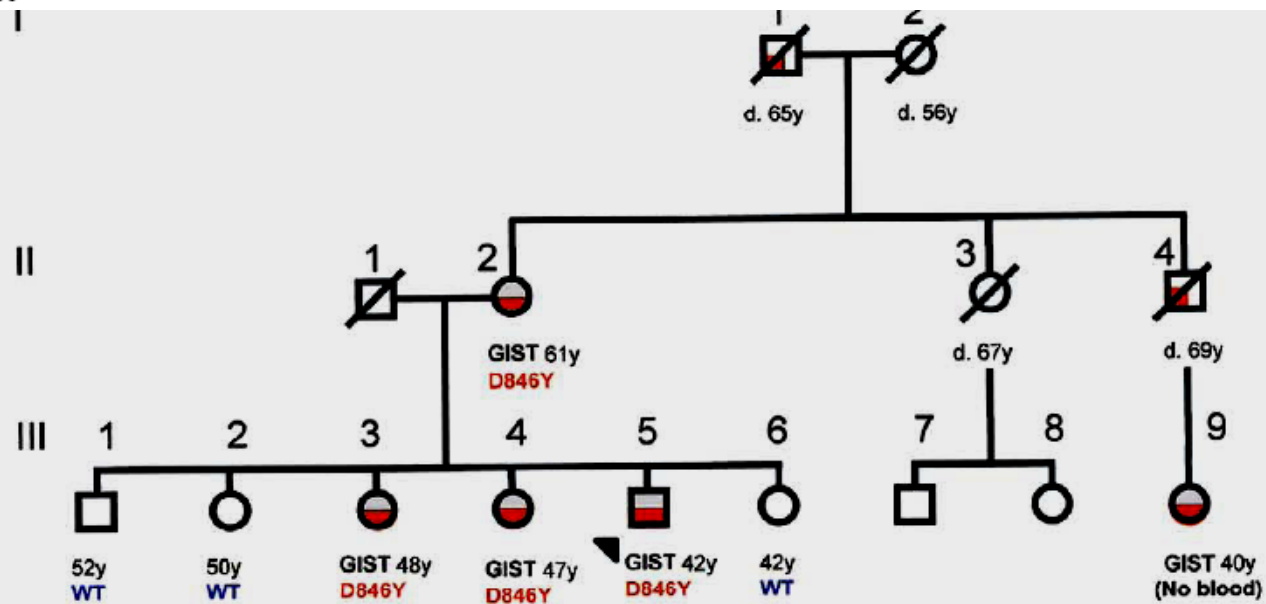 I
1 2
d. 65y d. 56y
II
1 2 3 4
GIST 61y
D846Y
d. 67y d. 69y
III 1 2 3 4 5 6 7 8 9
52y
WT
50y
WT
GIST 48y
D846Y
GIST 47y
D846Y
GIST 42y
D846Y
42y
WT
GIST 40y
(No blood)